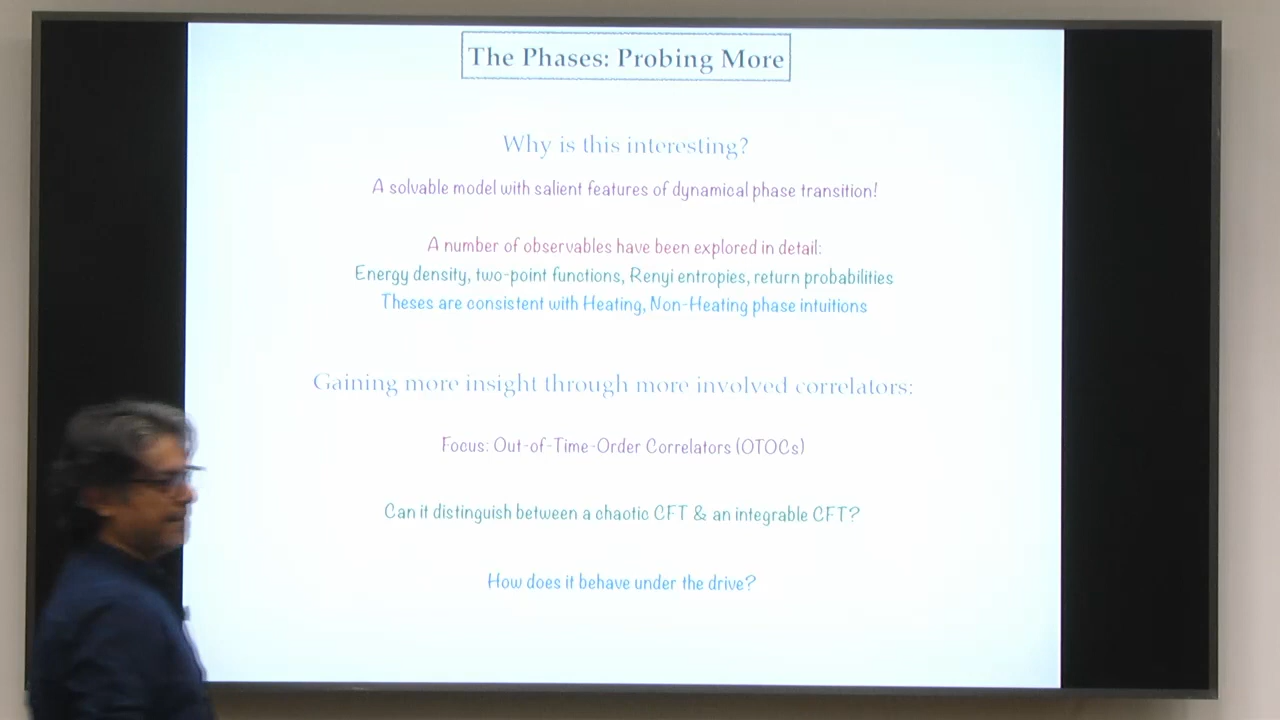 The Phases: Probing More
Why is this interesting?
A solvable model with salient features of dynamical phase transition!
A number of observables have been explored in detail:
Energy density, two-point functions, Renyi entropies, return probabilities
Theses are consistent with Heating, Non-Heating phase intuitions
Gaining more insight through more involved correlators:
Focus: Out-of-Time-Order Correlators (OTOCs)
Can it distinguish between a chaotic CFT & an integrable CFT?
How does it behave under the drive?